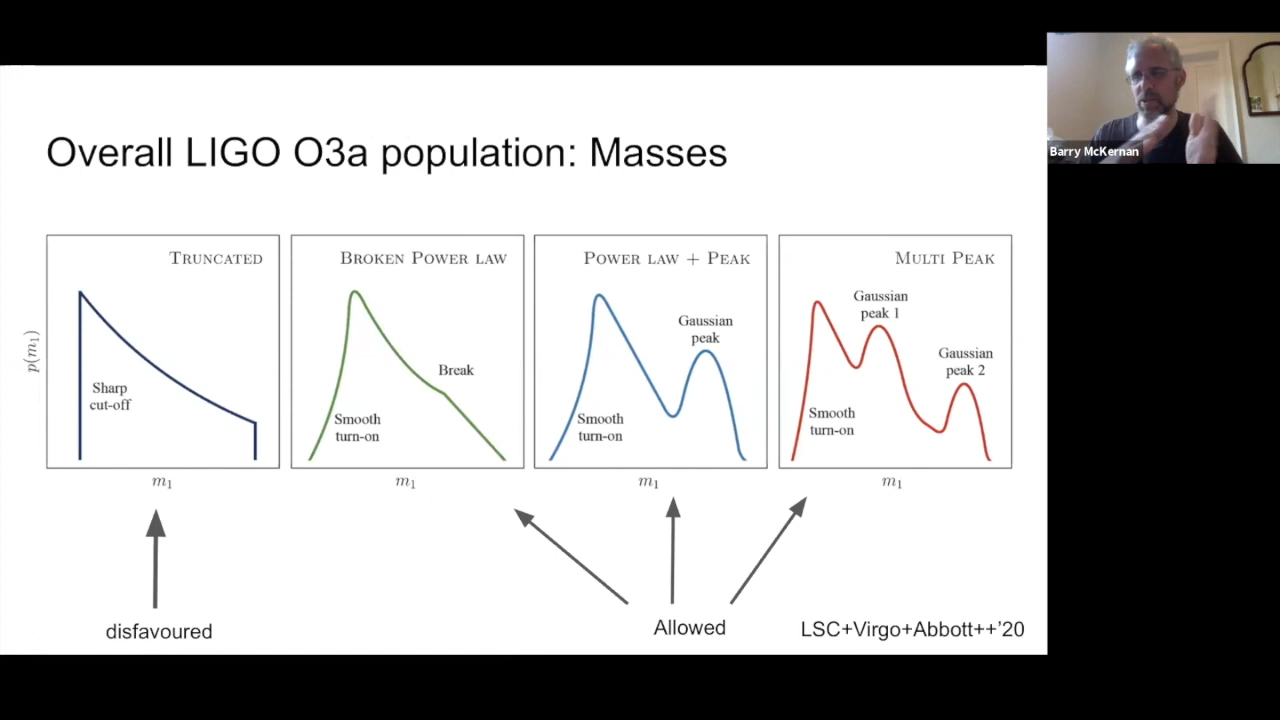 Overall LIGO O3a population: Masses
Barry McKernan
TRUNCATED
BROKEN POWER LAW
POWER LAW + PEAK
MULTI PEAK
p(m₁)
Sharp
cut-off
Smooth
turn-on
Break
Smooth
turn-on
Gaussian
peak
Smooth
turn-on
Gaussian
peak 1
Gaussian
peak 2
m₁
m₁
m₁
m₁
disfavoured
Allowed
LSC+Virgo+Abbott++’20